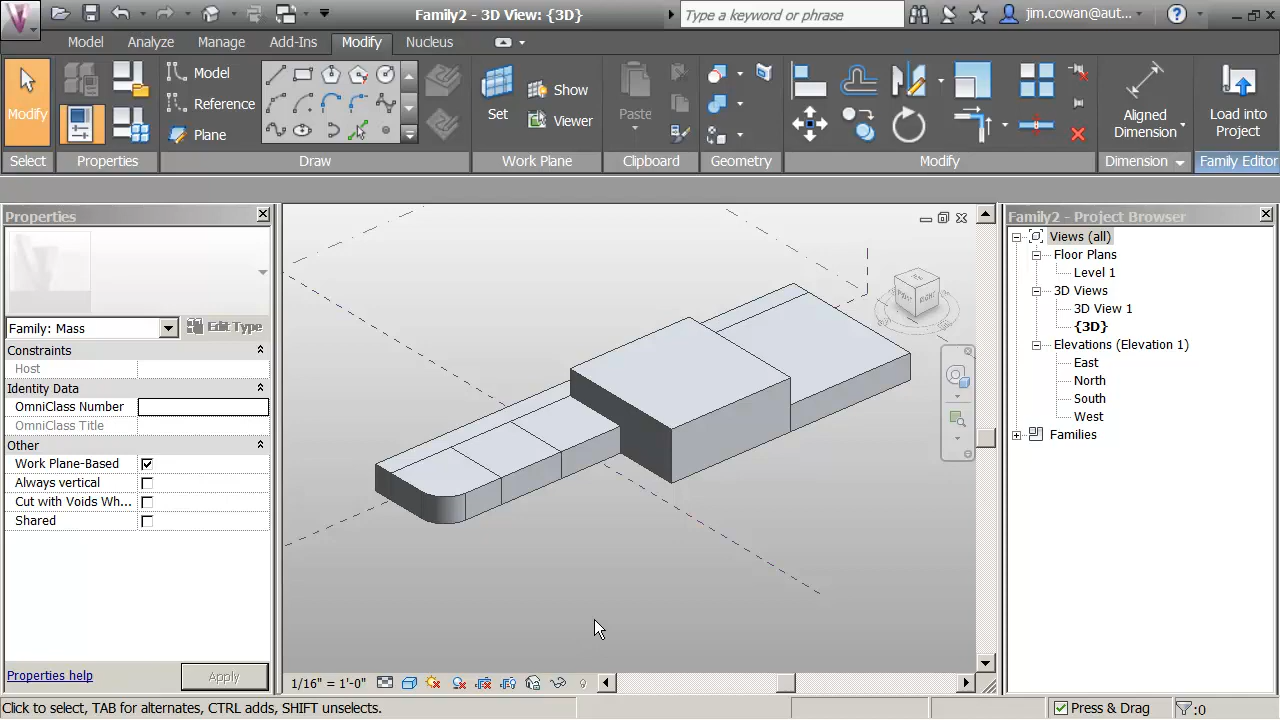 Family2 - 3D View: {3D}
Type a keyword or phrase
jim.cowan@aut...
Model
Analyze
Manage
Add-Ins
Modify
Nucleus
Modify
Model
Reference
Plane
Set
Show
Viewer
Paste
Aligned
Dimension
Load into
Project
Select
Properties
Draw
Work Plane
Clipboard
Geometry
Modify
Dimension
Family Editor
Properties
Family: Mass
Edit Type
Constraints
Host
Identity Data
OmniClass Number
OmniClass Title
Other
Work Plane-Based
Always vertical
Cut with Voids Wh...
Shared
Properties help
Apply
RIGHT
1/16" = 1'-0"
Family2 - Project Browser
Views (all)
Floor Plans
Level 1
3D Views
3D View 1
{3D}
Elevations (Elevation 1)
East
North
South
West
Families
Click to select, TAB for alternates, CTRL adds, SHIFT unselects.
Press & Drag
:0